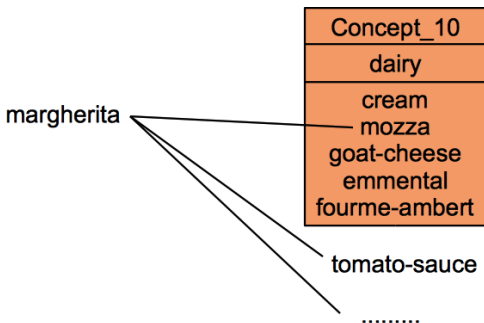 Concept_10
dairy
margherita
cream
mozza
goat-cheese
emmental
fourme-ambert
tomato-sauce
.........